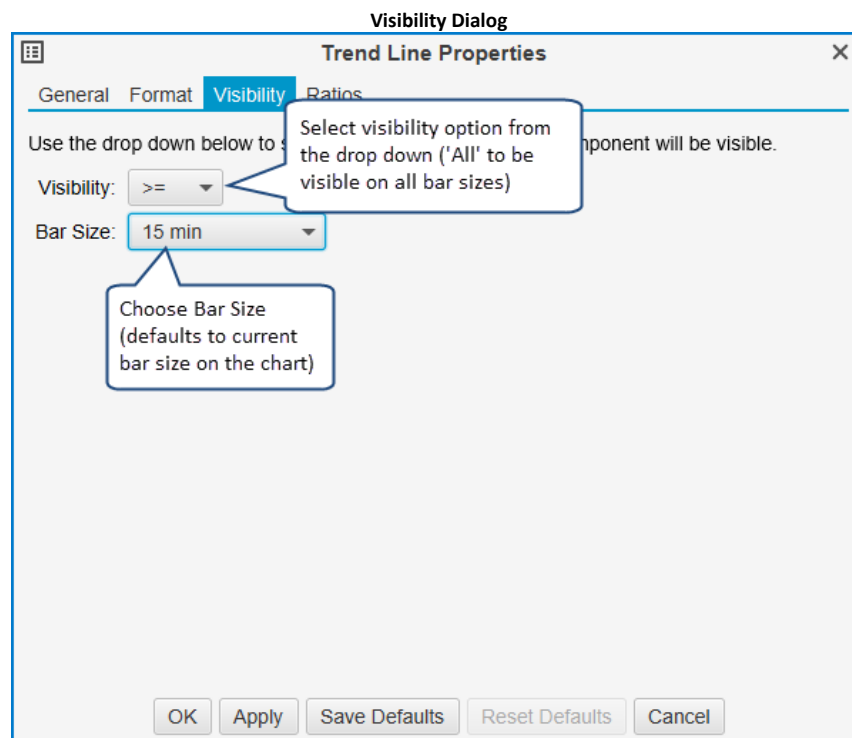 Visibility Dialog
Trend Line Properties
General Format Visibility Ratios
Use the drop down below to
Select visibility option from
the drop down ('All' to be
visible on all bar sizes)
will be visible.
Visibility: >=
Bar Size: 15 min
Choose Bar Size
(defaults to current
bar size on the chart)
OK Apply Save Defaults Reset Defaults Cancel